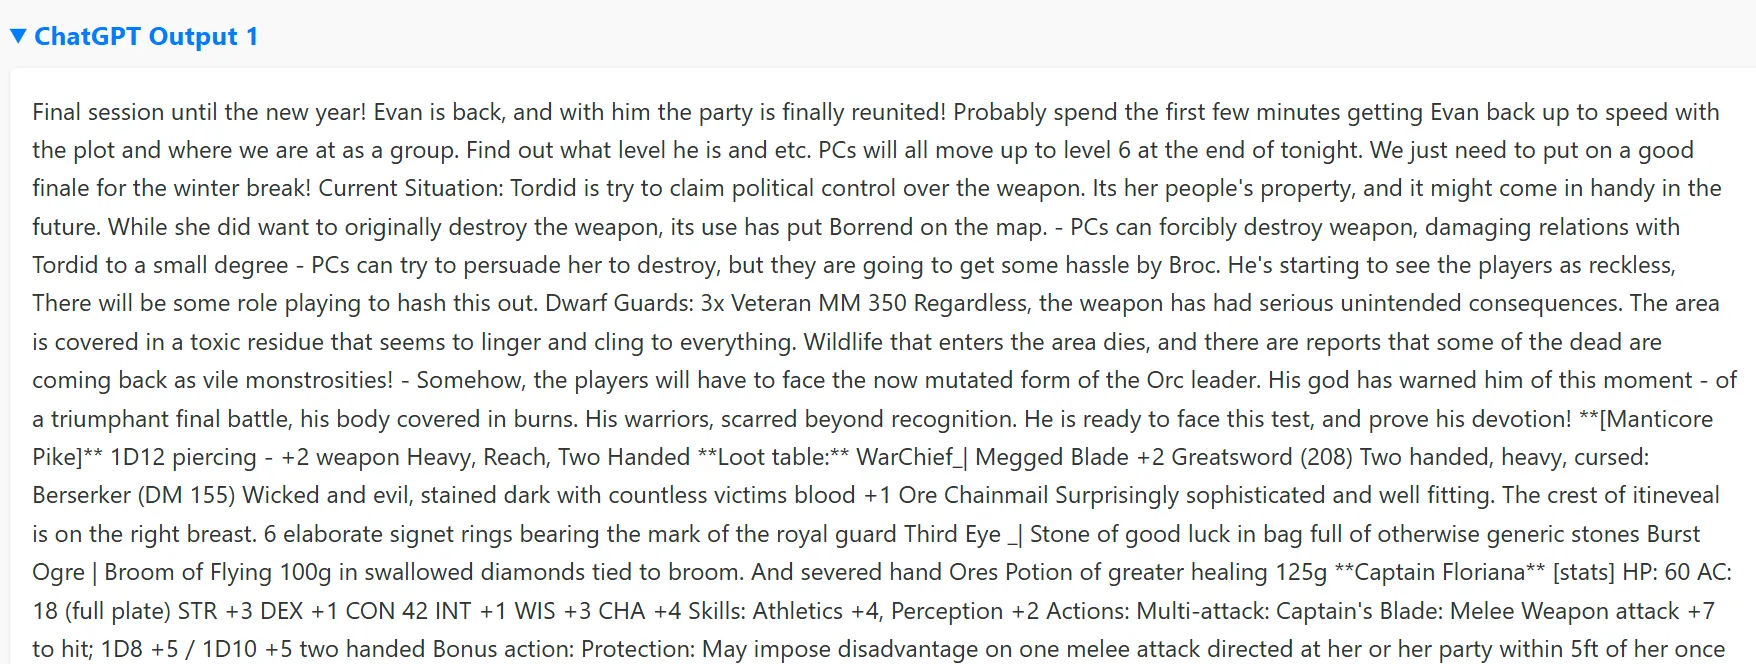 ▼ ChatGPT Output 1
Final session until the new year! Evan is back, and with him the party is finally reunited! Probably spend the first few minutes getting Evan back up to speed with
the plot and where we are at as a group. Find out what level he is and etc. PCs will all move up to level 6 at the end of tonight. We just need to put on a good
finale for the winter break! Current Situation: Tordid is try to claim political control over the weapon. Its her people's property, and it might come in handy in the
future. While she did want to originally destroy the weapon, its use has put Borrend on the map. - PCs can forcibly destroy weapon, damaging relations with
Tordid to a small degree - PCs can try to persuade her to destroy, but they are going to get some hassle by Broc. He's starting to see the players as reckless,
There will be some role playing to hash this out. Dwarf Guards: 3x Veteran MM 350 Regardless, the weapon has had serious unintended consequences. The area
is covered in a toxic residue that seems to linger and cling to everything. Wildlife that enters the area dies, and there are reports that some of the dead are
coming back as vile monstrosities! - Somehow, the players will have to face the now mutated form of the Orc leader. His god has warned him of this moment - of
a triumphant final battle, his body covered in burns. His warriors, scarred beyond recognition. He is ready to face this test, and prove his devotion! **[Manticore
Pike]** 1D12 piercing - +2 weapon Heavy, Reach, Two Handed **Loot table:** WarChief_| Megged Blade +2 Greatsword (208) Two handed, heavy, cursed:
Berserker (DM 155) Wicked and evil, stained dark with countless victims blood +1 Ore Chainmail Surprisingly sophisticated and well fitting. The crest of itineveal
is on the right breast. 6 elaborate signet rings bearing the mark of the royal guard Third Eye _| Stone of good luck in bag full of otherwise generic stones Burst
Ogre | Broom of Flying 100g in swallowed diamonds tied to broom. And severed hand Ores Potion of greater healing 125g **Captain Floriana** [stats] HP: 60 AC:
18 (full plate) STR +3 DEX +1 CON 42 INT +1 WIS +3 CHA +4 Skills: Athletics +4, Perception +2 Actions: Multi-attack: Captain's Blade: Melee Weapon attack +7
to hit; 1D8 +5 / 1D10 +5 two handed Bonus action: Protection: May impose disadvantage on one melee attack directed at her or her party within 5ft of her once